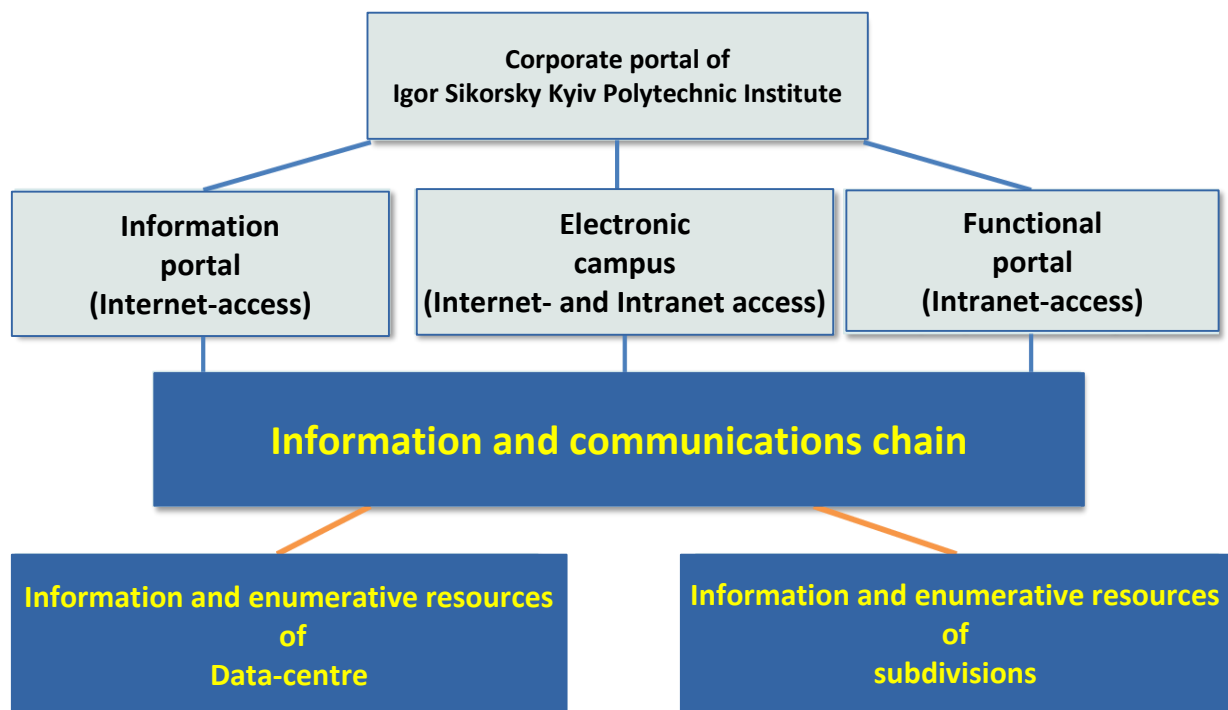 Corporate portal of
Igor Sikorsky Kyiv Polytechnic Institute
Information
portal
(Internet-access)
Electronic
campus
(Internet- and Intranet access)
Functional
portal
(Intranet-access)
Information and communications chain
Information and enumerative resources
of
Data-centre
Information and enumerative resources
of
subdivisions